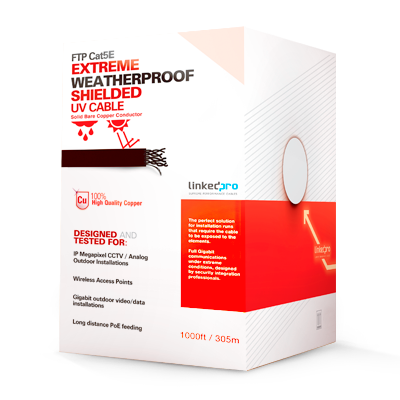 FTP Cat5E
EXTREME
WEATHERPROOF
SHIELDED
UV CABLE
Solid Bare Copper Conductor
Cu
100%
High Quality Copper
DESIGNED AND
TESTED FOR:
IP Megapixel CCTV / Analog
Outdoor Installations
Wireless Access Points
Gigabit outdoor video/data
installations
Long distance PoE feeding
linkedpro
The perfect solution
for installation runs
that require the cable
to be exposed to the
elements.
Full Gigabit
communications
under extreme
conditions, designed
by security integration
professionals.
1000ft / 305m